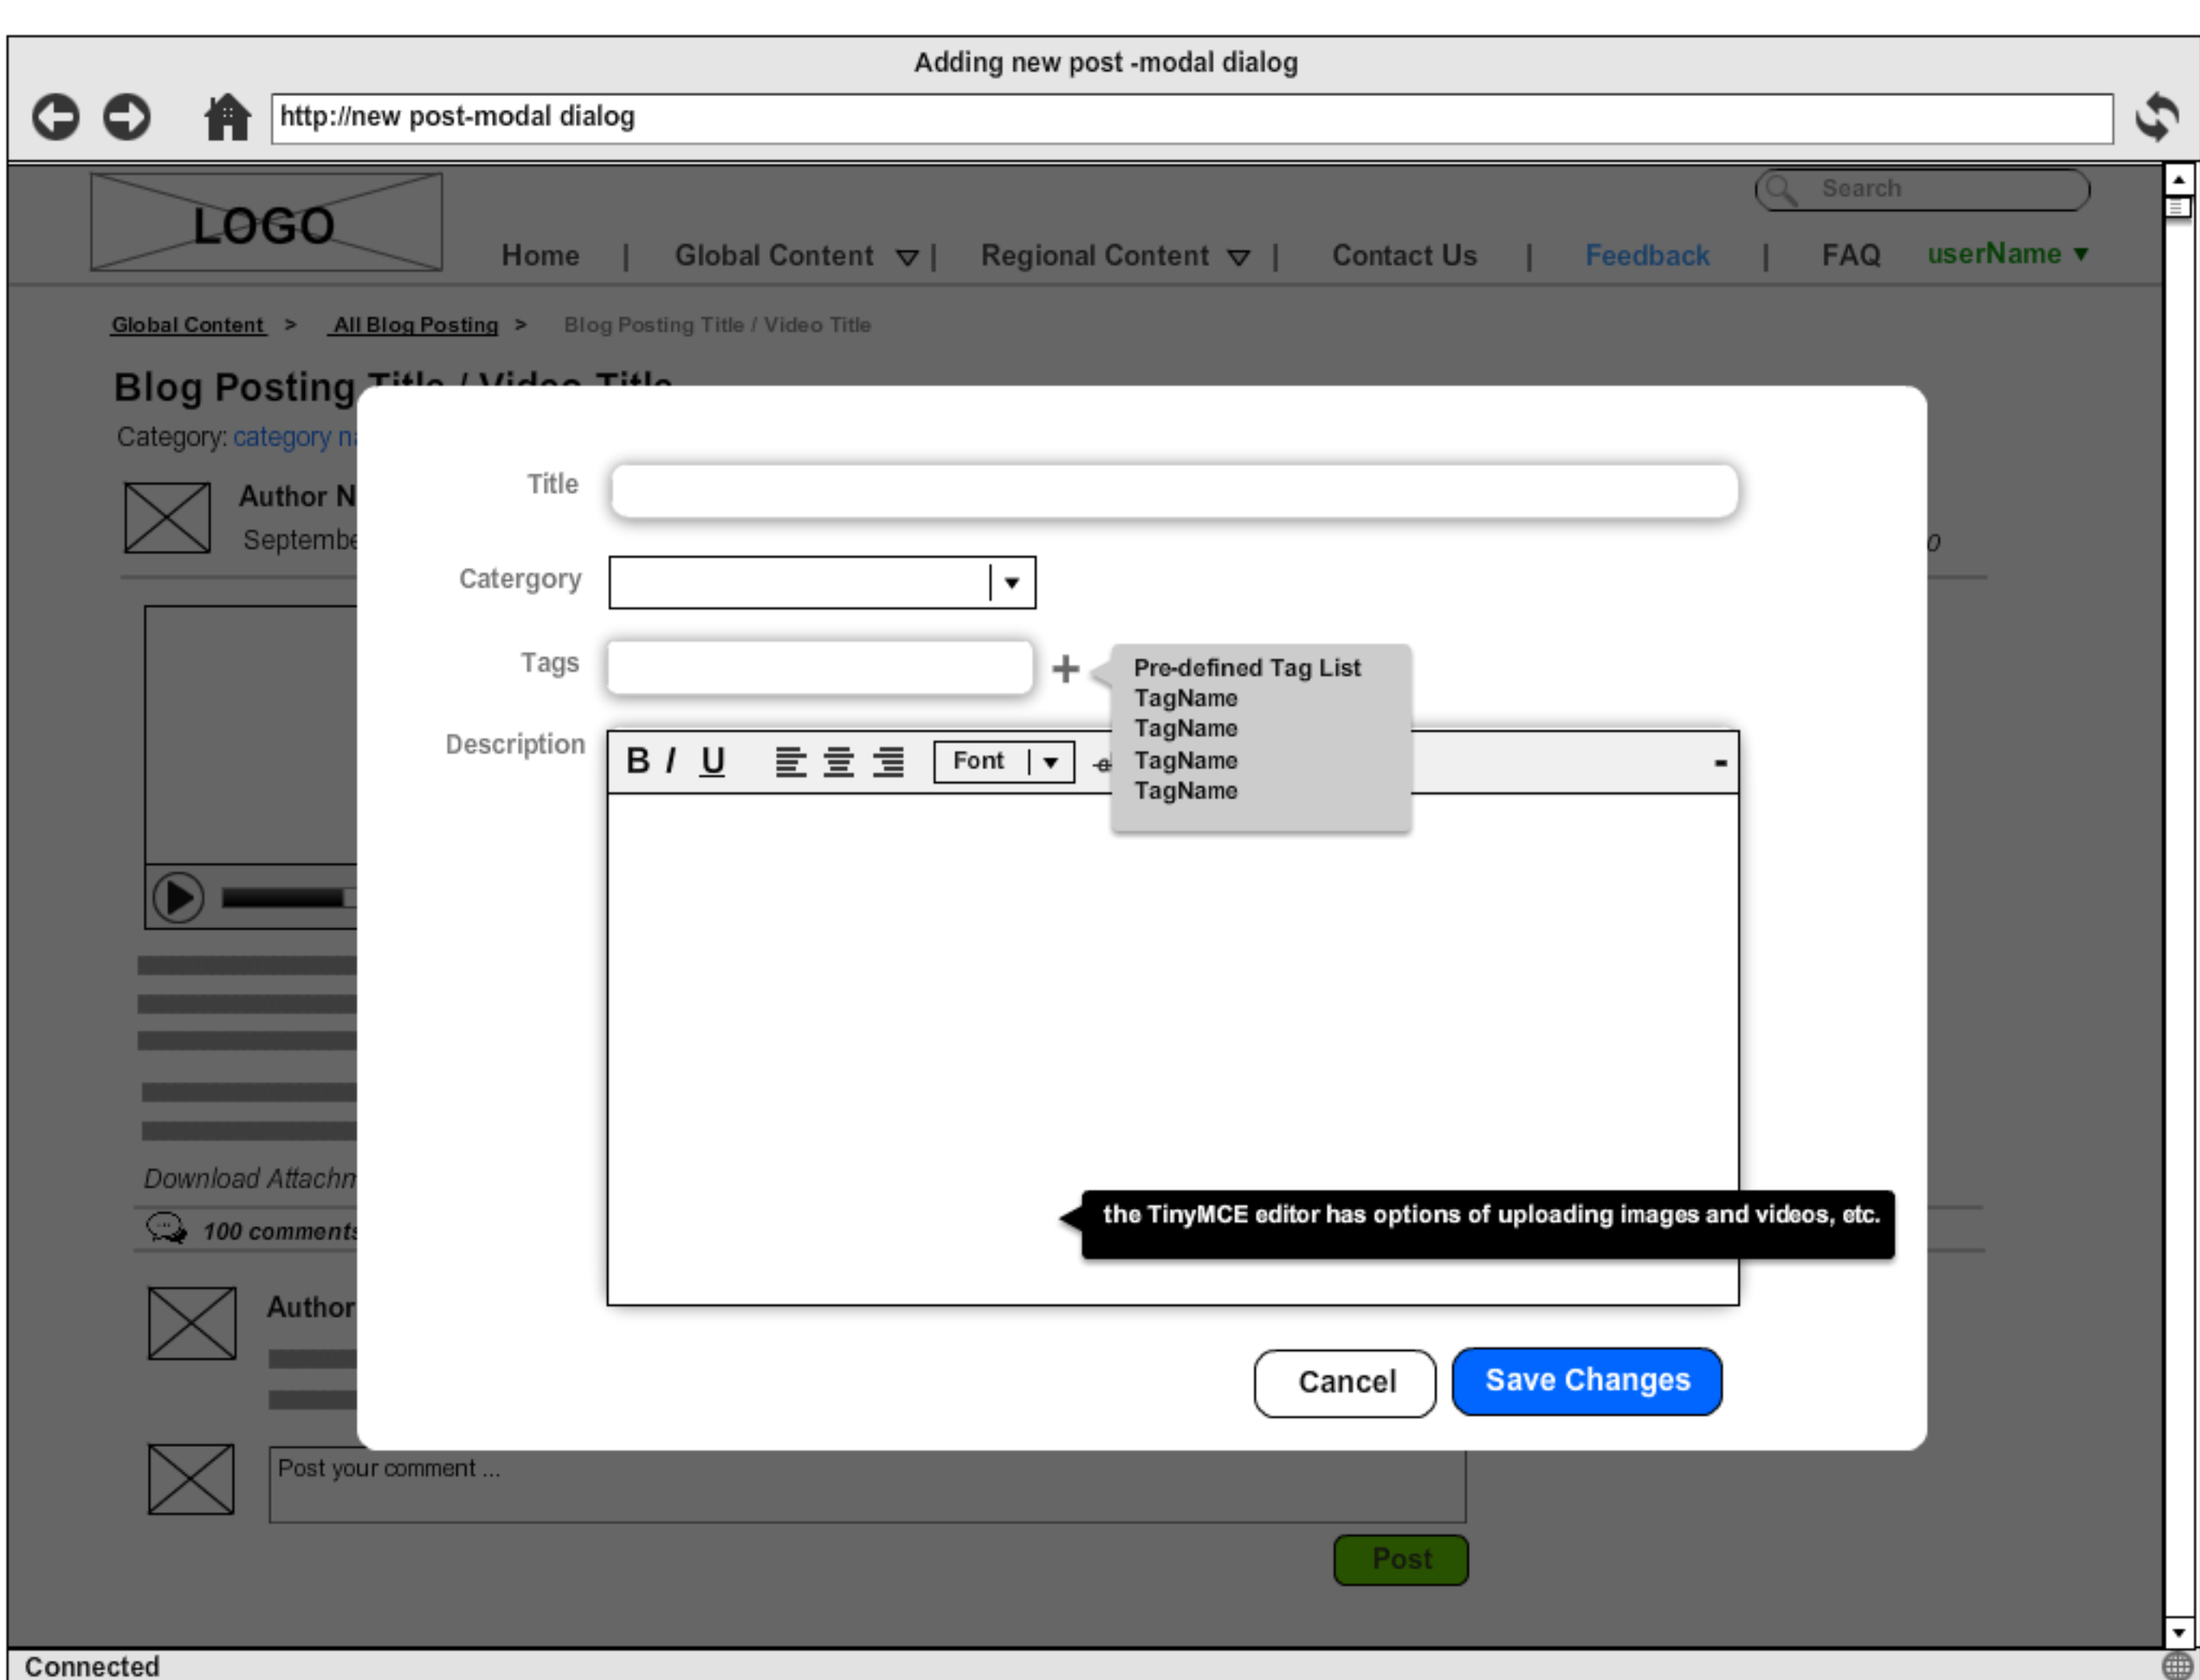 Adding new post -modal dialog
http://new post-modal dialog
LOGO
Search
Home | Global Content | Regional Content | Contact Us | Feedback | FAQ userName
Global Content > All Blog Posting > Blog Posting Title / Video Title
Blog Posting Title / Video Title
Category: category
Author
Title
Catergory
Tags
+
Pre-defined Tag List
TagName
TagName
TagName
TagName
Description
B I U
Font
the TinyMCE editor has options of uploading images and videos, etc.
Download
100 comments
Author
Cancel
Save Changes
Post your comment ...
Post
Connected